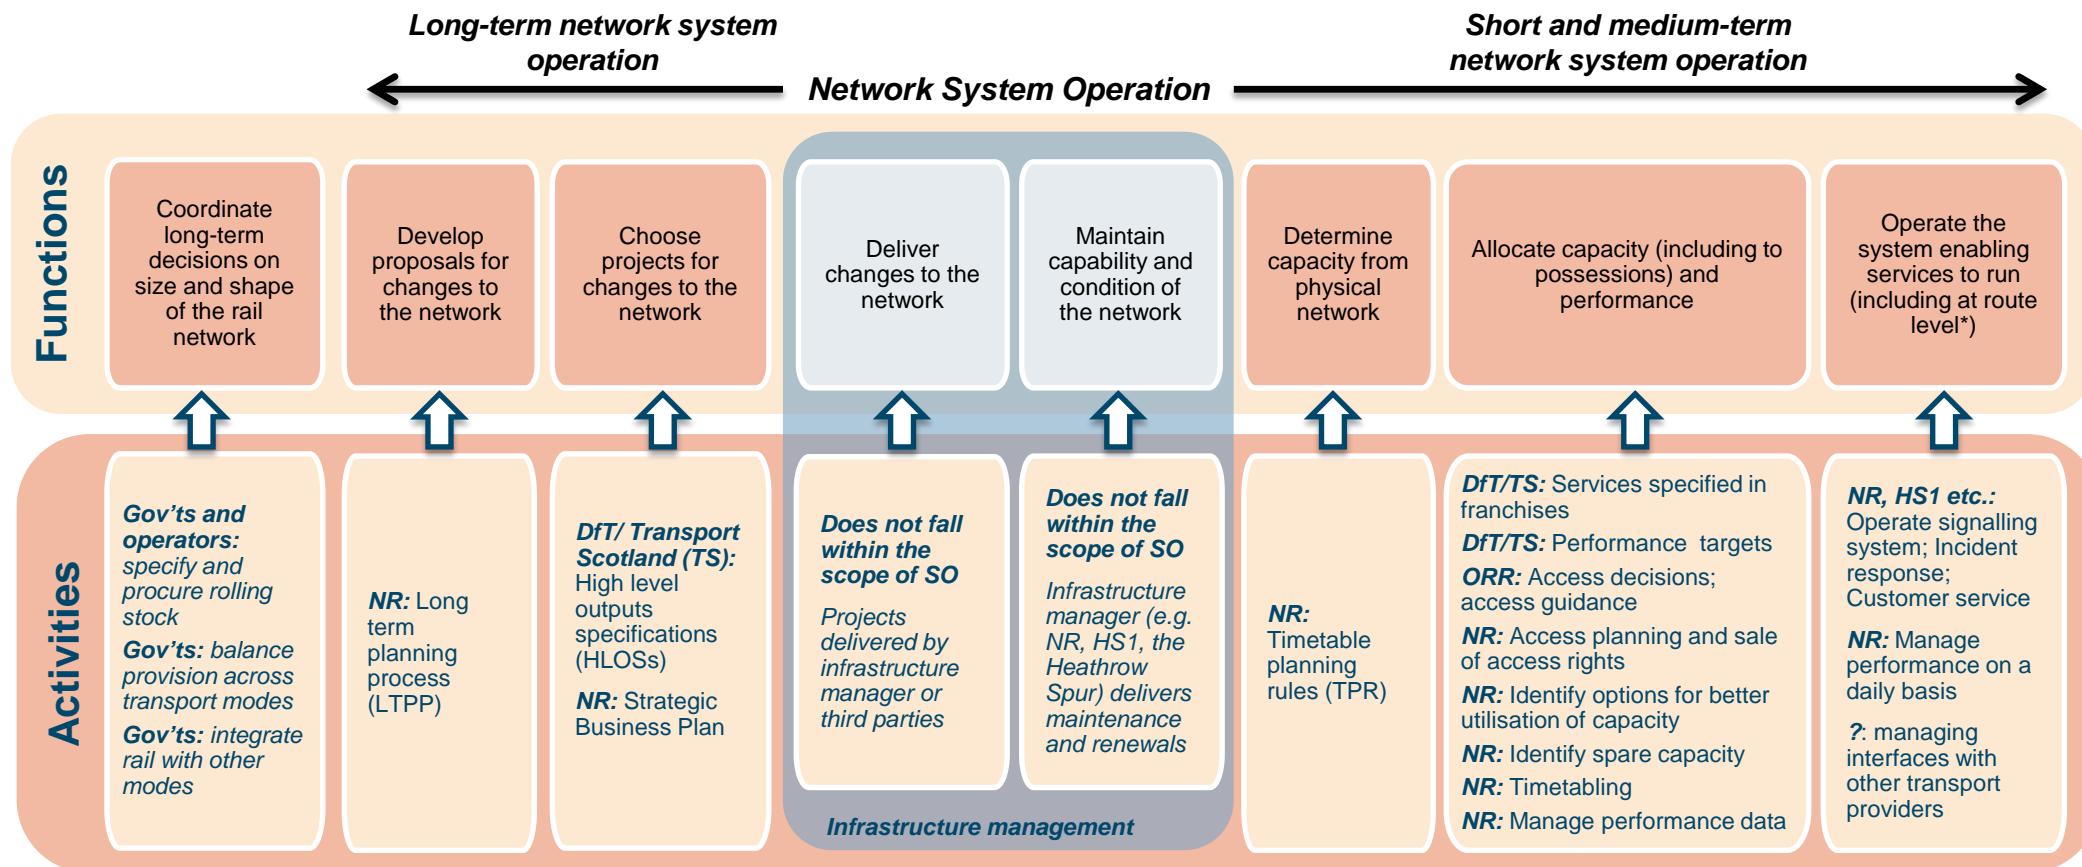 Long-term network system
operation
Short and medium-term
network system operation
Network System Operation
Functions
Coordinate
long-term
decisions on
size and shape
of the rail
network
Develop
proposals for
changes to
the network
Choose
projects for
changes to the
network
Deliver
changes to the
network
Maintain
capability and
condition of
the network
Determine
capacity from
physical
network
Allocate capacity (including to
possessions) and
performance
Operate the
system enabling
services to run
(including at route
level*)
Activities
Gov'ts and
operators:
specify and
procure rolling
stock
Gov'ts: balance
provision across
transport modes
Gov'ts: integrate
rail with other
modes
NR: Long
term
planning
process
(LTPP)
DfT/ Transport
Scotland (TS):
High level
outputs
specifications
(HLOSs)
NR: Strategic
Business Plan
Does not fall
within the
scope of SO
Projects
delivered by
infrastructure
manager or
third parties
Does not fall
within the
scope of SO
Infrastructure
manager (e.g.
NR, HS1, the
Heathrow
Spur) delivers
maintenance
and renewals
Infrastructure management
NR:
Timetable
planning
rules (TPR)
DfT/TS: Services specified in
franchises
DfT/TS: Performance targets
ORR: Access decisions;
access guidance
NR: Access planning and sale
of access rights
NR: Identify options for better
utilisation of capacity
NR: Identify spare capacity
NR: Timetabling
NR: Manage performance data
NR, HS1 etc.:
Operate signalling
system; Incident
response;
Customer service
NR: Manage
performance on a
daily basis
?: managing
interfaces with
other transport
providers